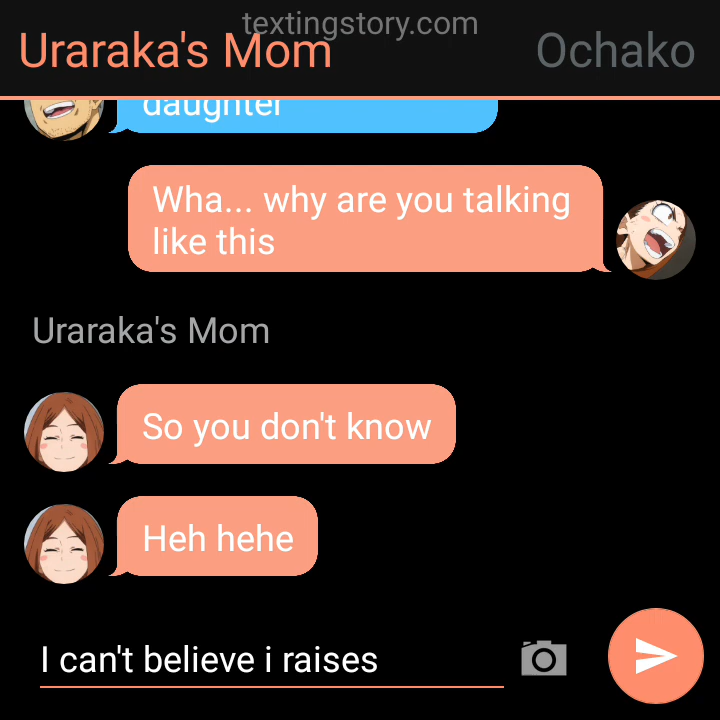 textingstory.com
Uraraka's Mom
Ochako
daughter
Wha... why are you talking
like this
Uraraka's Mom
So you don't know
Heh hehe
I can't believe i raises